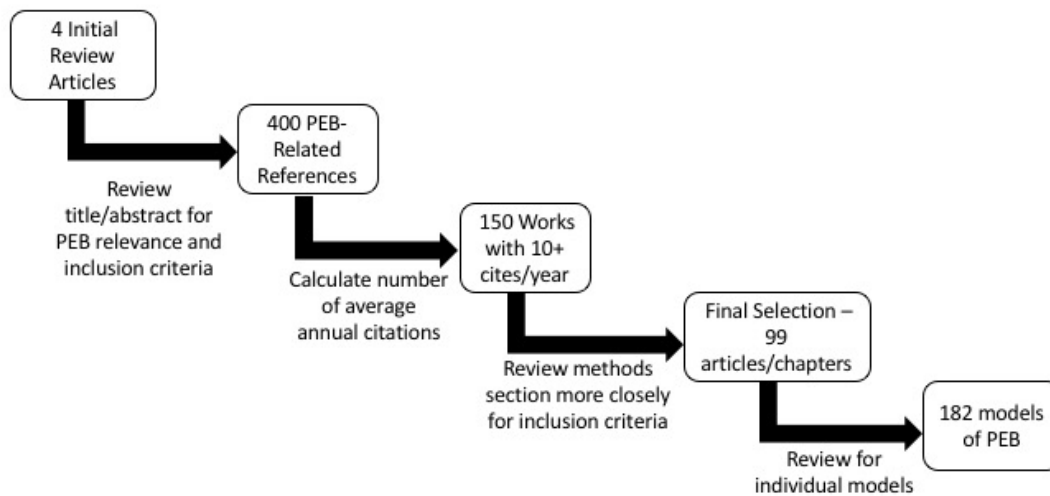 4 Initial
Review
Articles
Review
title/abstract for
PEB relevance and
inclusion criteria
400 PEB-
Related
References
Calculate number
of average
annual citations
150 Works
with 10+
cites/year
Review methods
section more closely
for inclusion criteria
Final Selection –
99
articles/chapters
Review for
individual models
182 models
of PEB